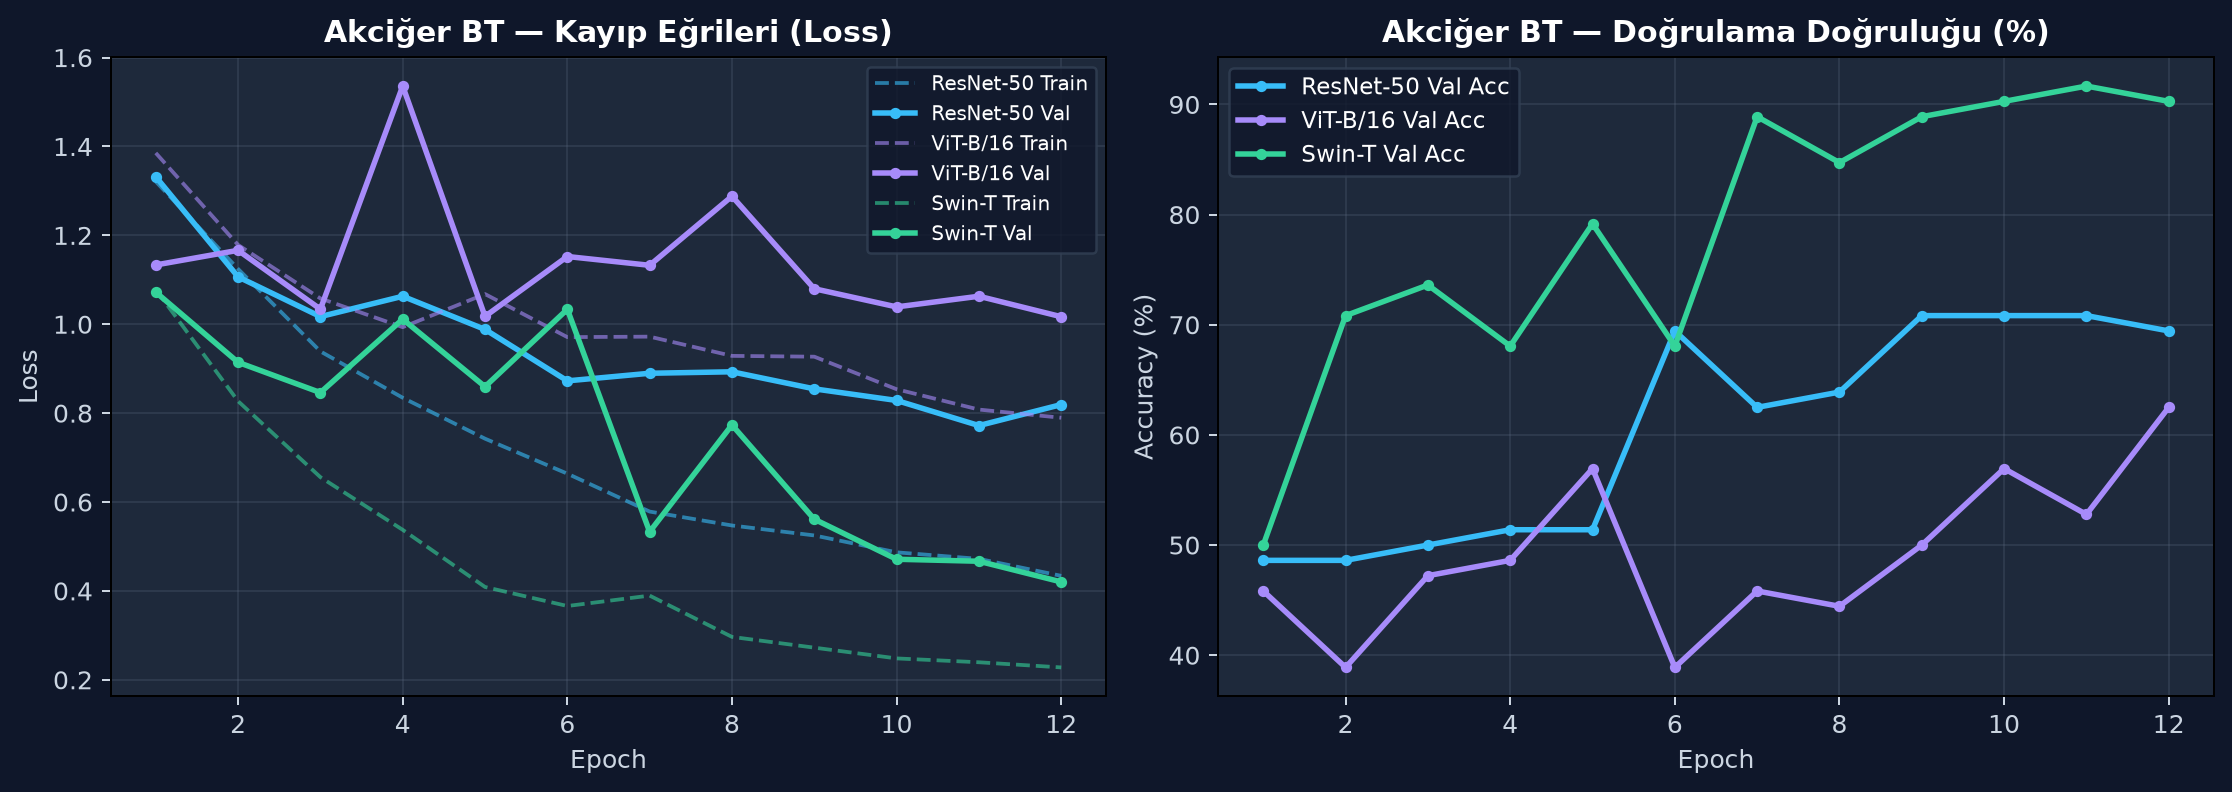 Akciğer BT — Kayıp Eğrileri (Loss)
1.6
1.4
1.2
1.0
0.8
0.6
0.4
0.2
Loss
2 4 6 8 10 12
Epoch
ResNet-50 Train
ResNet-50 Val
ViT-B/16 Train
ViT-B/16 Val
Swin-T Train
Swin-T Val
Akciğer BT — Doğrulama Doğruluğu (%)
90
80
70
60
50
40
Accuracy (%)
2 4 6 8 10 12
Epoch
ResNet-50 Val Acc
ViT-B/16 Val Acc
Swin-T Val Acc